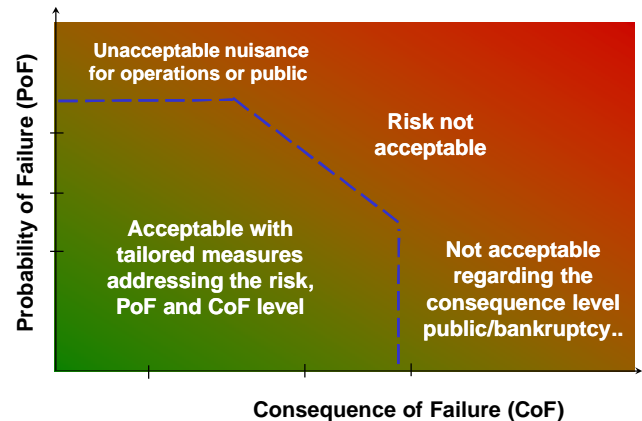 Unacceptable nuisance
for operations or public
Risk not
acceptable
Acceptable with
tailored measures
addressing the risk,
PoF and CoF level
Not acceptable
regarding the
consequence level
public/bankruptcy..
Probability of Failure (PoF)
Consequence of Failure (CoF)